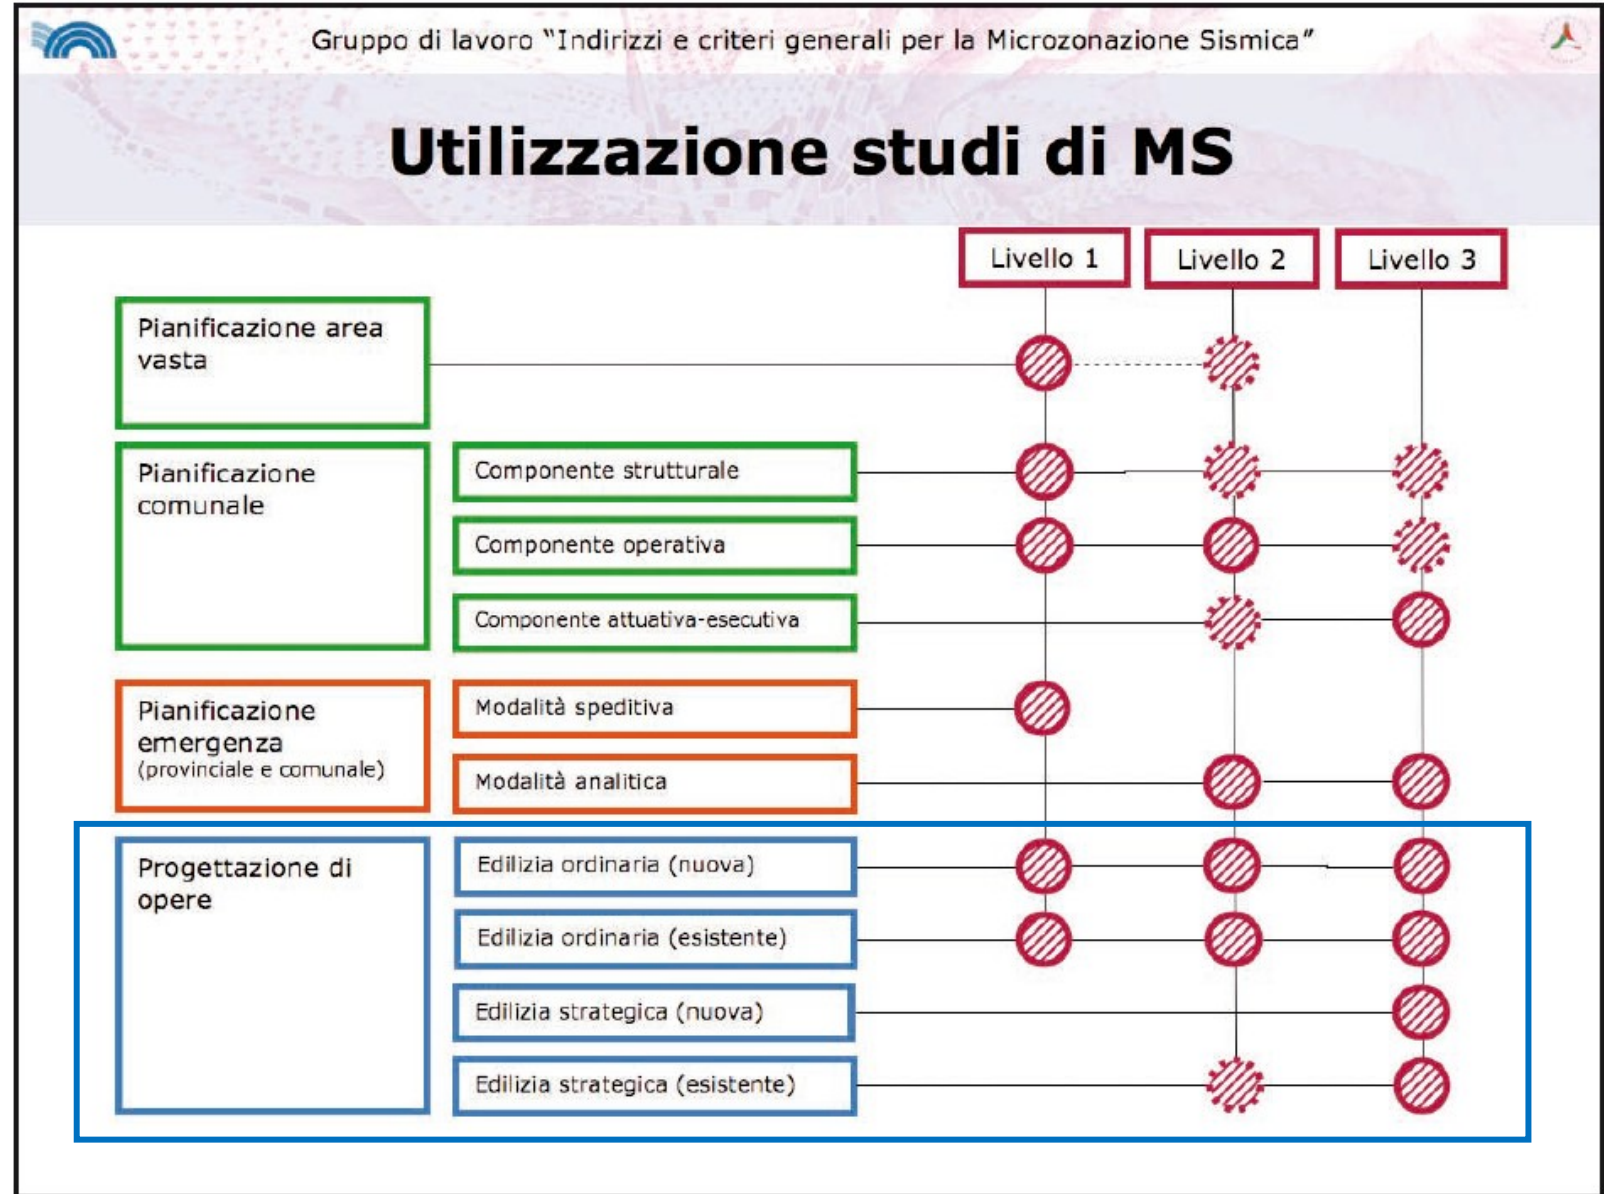 Gruppo di lavoro "Indirizzi e criteri generali per la Microzonazione Sismica"
Utilizzazione studi di MS
Livello 1
Livello 2
Livello 3
Pianificazione area
vasta
Pianificazione
comunale
Componente strutturale
Componente operativa
Componente attuativa-esecutiva
Pianificazione
emergenza
(provinciale e comunale)
Modalità speditiva
Modalità analitica
Progettazione di
opere
Edilizia ordinaria (nuova)
Edilizia ordinaria (esistente)
Edilizia strategica (nuova)
Edilizia strategica (esistente)